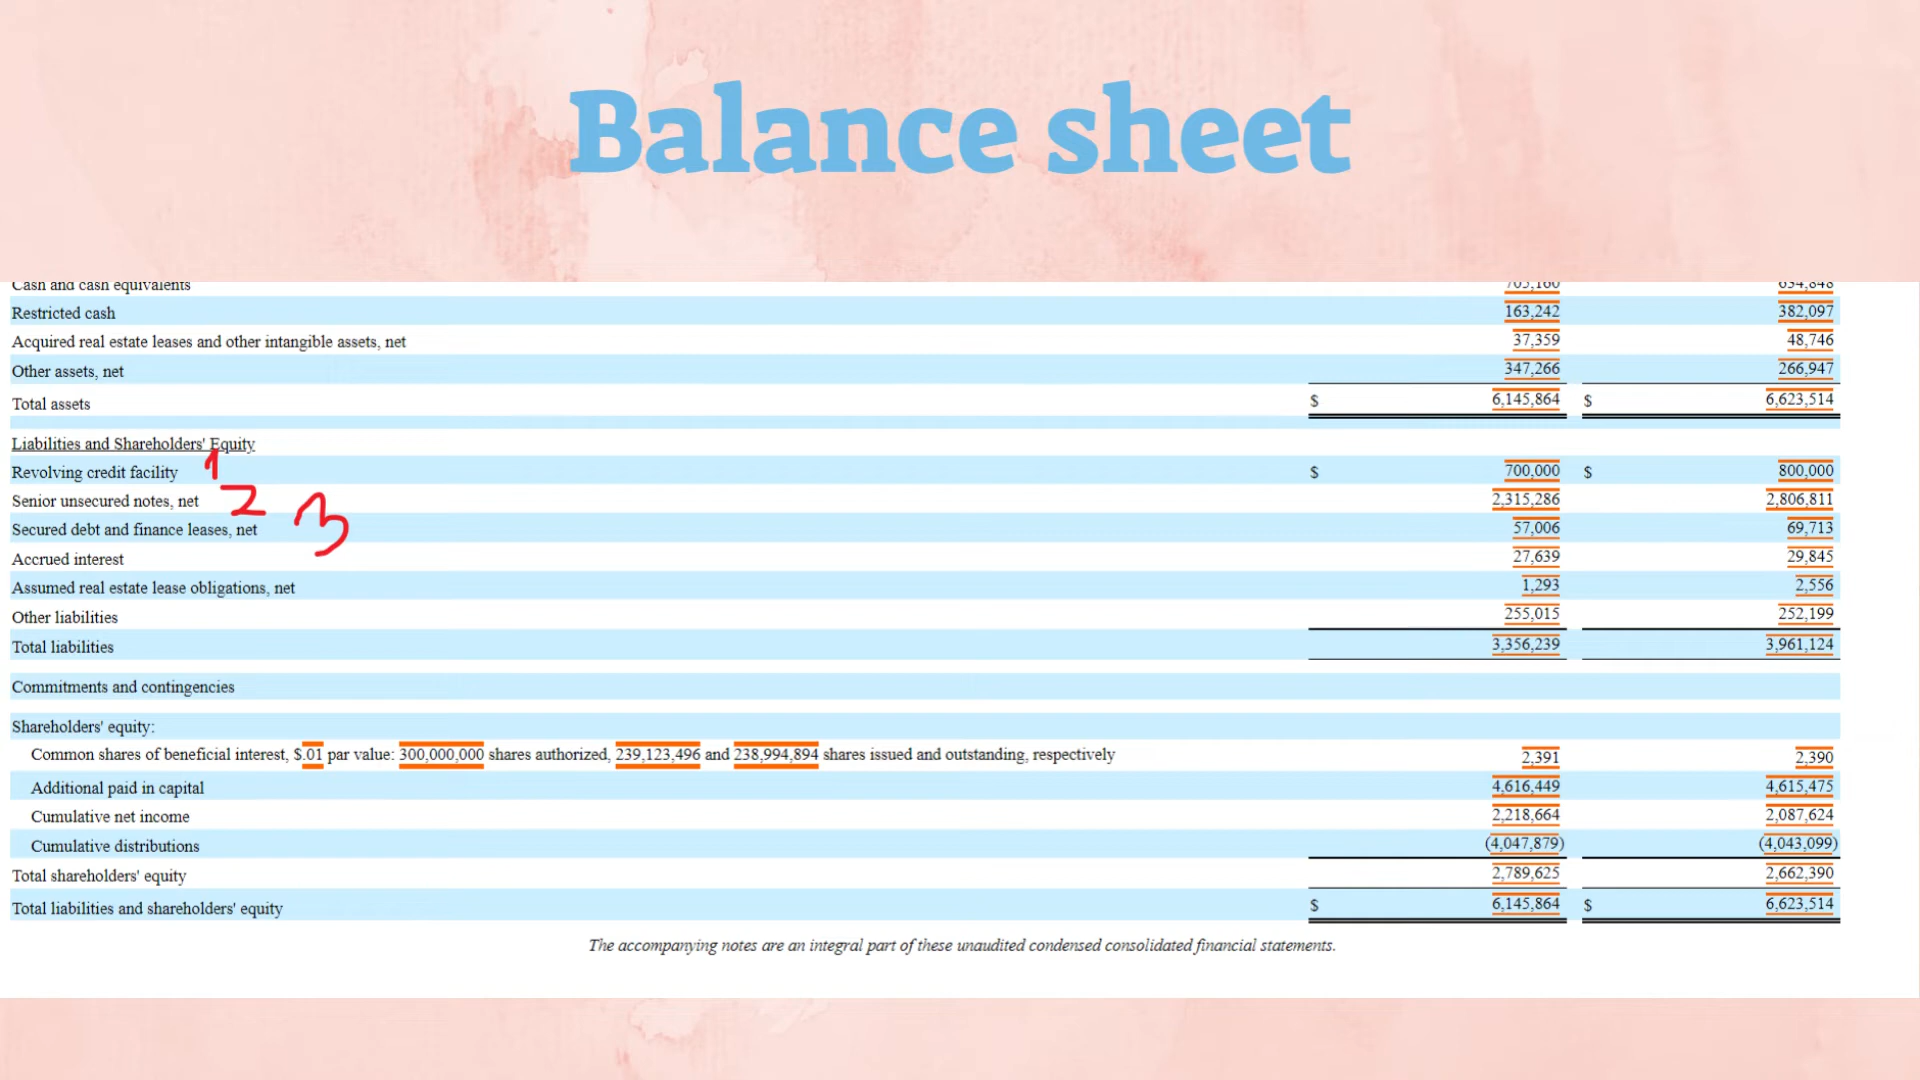 Balance sheet
Cash and cash equivalents 705,160 634,848
Restricted cash 163,242 382,097
Acquired real estate leases and other intangible assets, net 37,359 48,746
Other assets, net 347,266 266,947
Total assets $ 6,145,864 $ 6,623,514
Liabilities and Shareholders' Equity
Revolving credit facility 1 $ 700,000 $ 800,000
Senior unsecured notes, net 2 2,315,286 2,806,811
Secured debt and finance leases, net 3 57,006 69,713
Accrued interest 27,639 29,845
Assumed real estate lease obligations, net 1,293 2,556
Other liabilities 255,015 252,199
Total liabilities 3,356,239 3,961,124
Commitments and contingencies
Shareholders' equity:
Common shares of beneficial interest, $.01 par value: 300,000,000 shares authorized, 239,123,496 and 238,994,894 shares issued and outstanding, respectively 2,391 2,390
Additional paid in capital 4,616,449 4,615,475
Cumulative net income 2,218,664 2,087,624
Cumulative distributions (4,047,879) (4,043,099)
Total shareholders' equity 2,789,625 2,662,390
Total liabilities and shareholders' equity $ 6,145,864 $ 6,623,514
The accompanying notes are an integral part of these unaudited condensed consolidated financial statements.